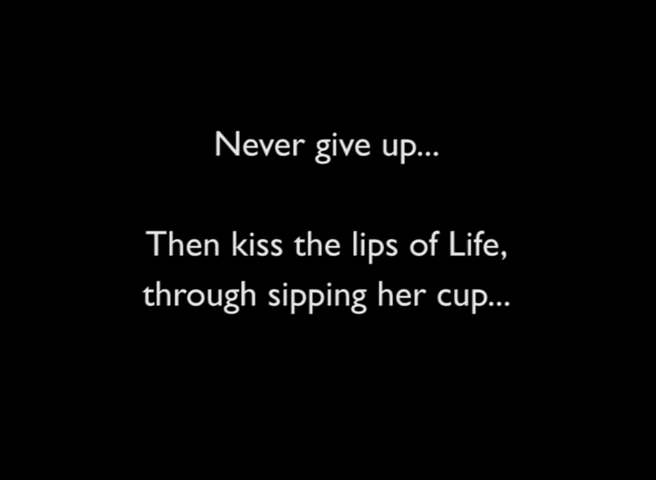 Never give up...
Then kiss the lips of Life,
through sipping her cup...